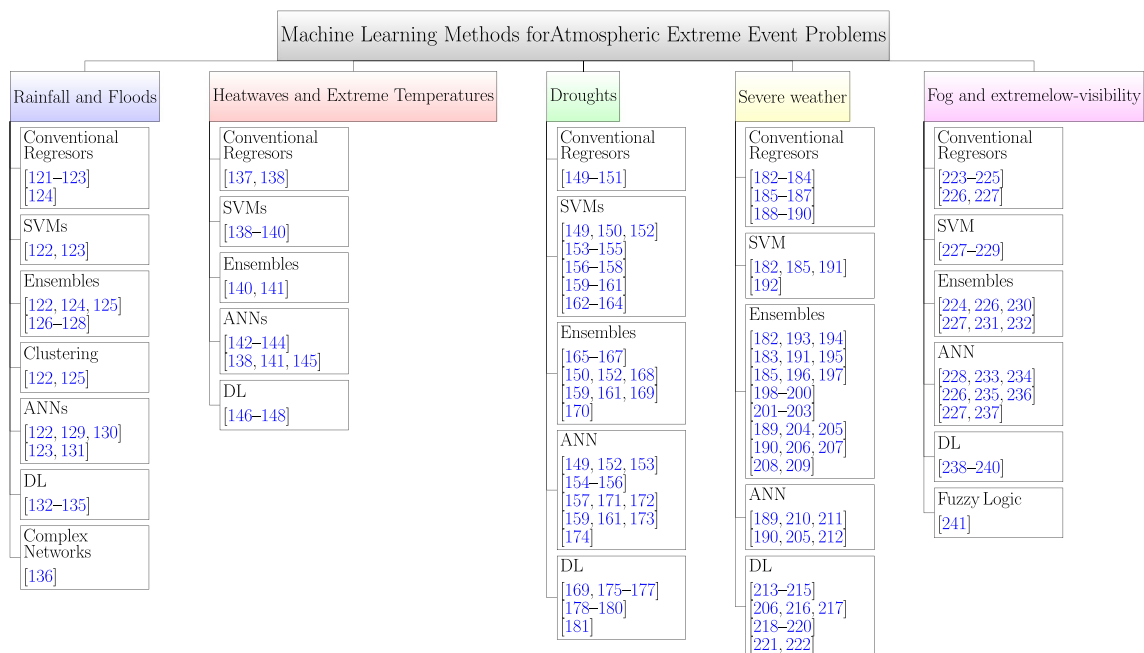 Machine Learning Methods forAtmospheric Extreme Event Problems
Rainfall and Floods
Conventional
Regresors
[121–123]
[124]
SVMs
[122, 123]
Ensembles
[122, 124, 125]
[126–128]
Clustering
[122, 125]
ANNs
[122, 129, 130]
[123, 131]
DL
[132–135]
Complex
Networks
[136]
Heatwaves and Extreme Temperatures
Conventional
Regresors
[137, 138]
SVMs
[138–140]
Ensembles
[140, 141]
ANNs
[142–144]
[138, 141, 145]
DL
[146–148]
Droughts
Conventional
Regresors
[149–151]
SVMs
[149, 150, 152]
[153–155]
[156–158]
[159–161]
[162–164]
Ensembles
[165–167]
[150, 152, 168]
[159, 161, 169]
[170]
ANN
[149, 152, 153]
[154–156]
[157, 171, 172]
[159, 161, 173]
[174]
DL
[169, 175–177]
[178–180]
[181]
Severe weather
Conventional
Regresors
[182–184]
[185–187]
[188–190]
SVM
[182, 185, 191]
[192]
Ensembles
[182, 193, 194]
[183, 191, 195]
[185, 196, 197]
[198–200]
[201–203]
[189, 204, 205]
[190, 206, 207]
[208, 209]
ANN
[189, 210, 211]
[190, 205, 212]
DL
[213–215]
[206, 216, 217]
[218–220]
[221, 222]
Fog and extremelow-visibility
Conventional
Regresors
[223–225]
[226, 227]
SVM
[227–229]
Ensembles
[224, 226, 230]
[227, 231, 232]
ANN
[228, 233, 234]
[226, 235, 236]
[227, 237]
DL
[238–240]
Fuzzy Logic
[241]